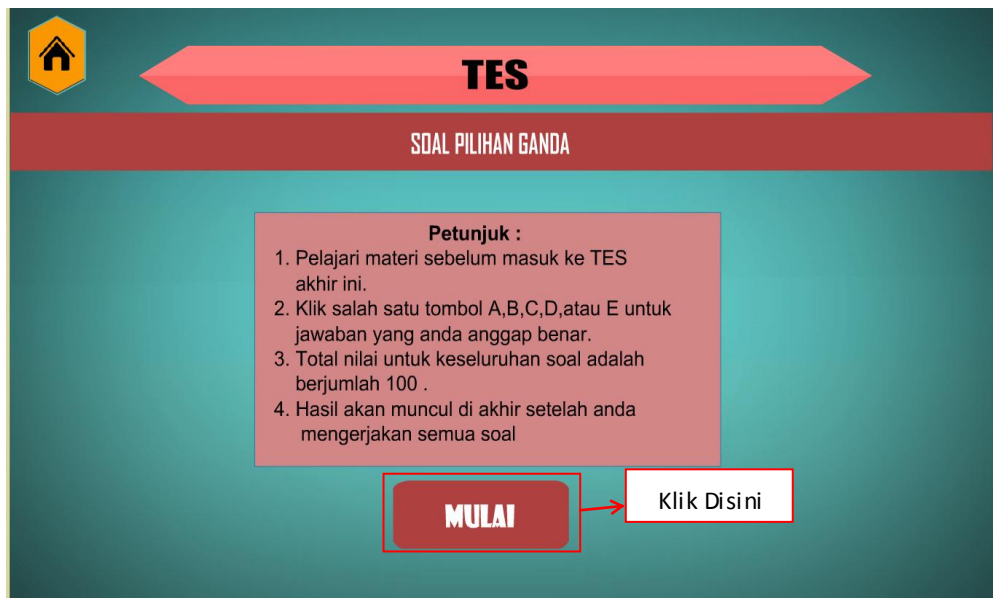 TES
SOAL PILIHAN GANDA
Petunjuk :
1. Pelajari materi sebelum masuk ke TES
akhir ini.
2. Klik salah satu tombol A,B,C,D,atau E untuk
jawaban yang anda anggap benar.
3. Total nilai untuk keseluruhan soal adalah
berjumlah 100 .
4. Hasil akan muncul di akhir setelah anda
mengerjakan semua soal
MULAI
Klik Disini